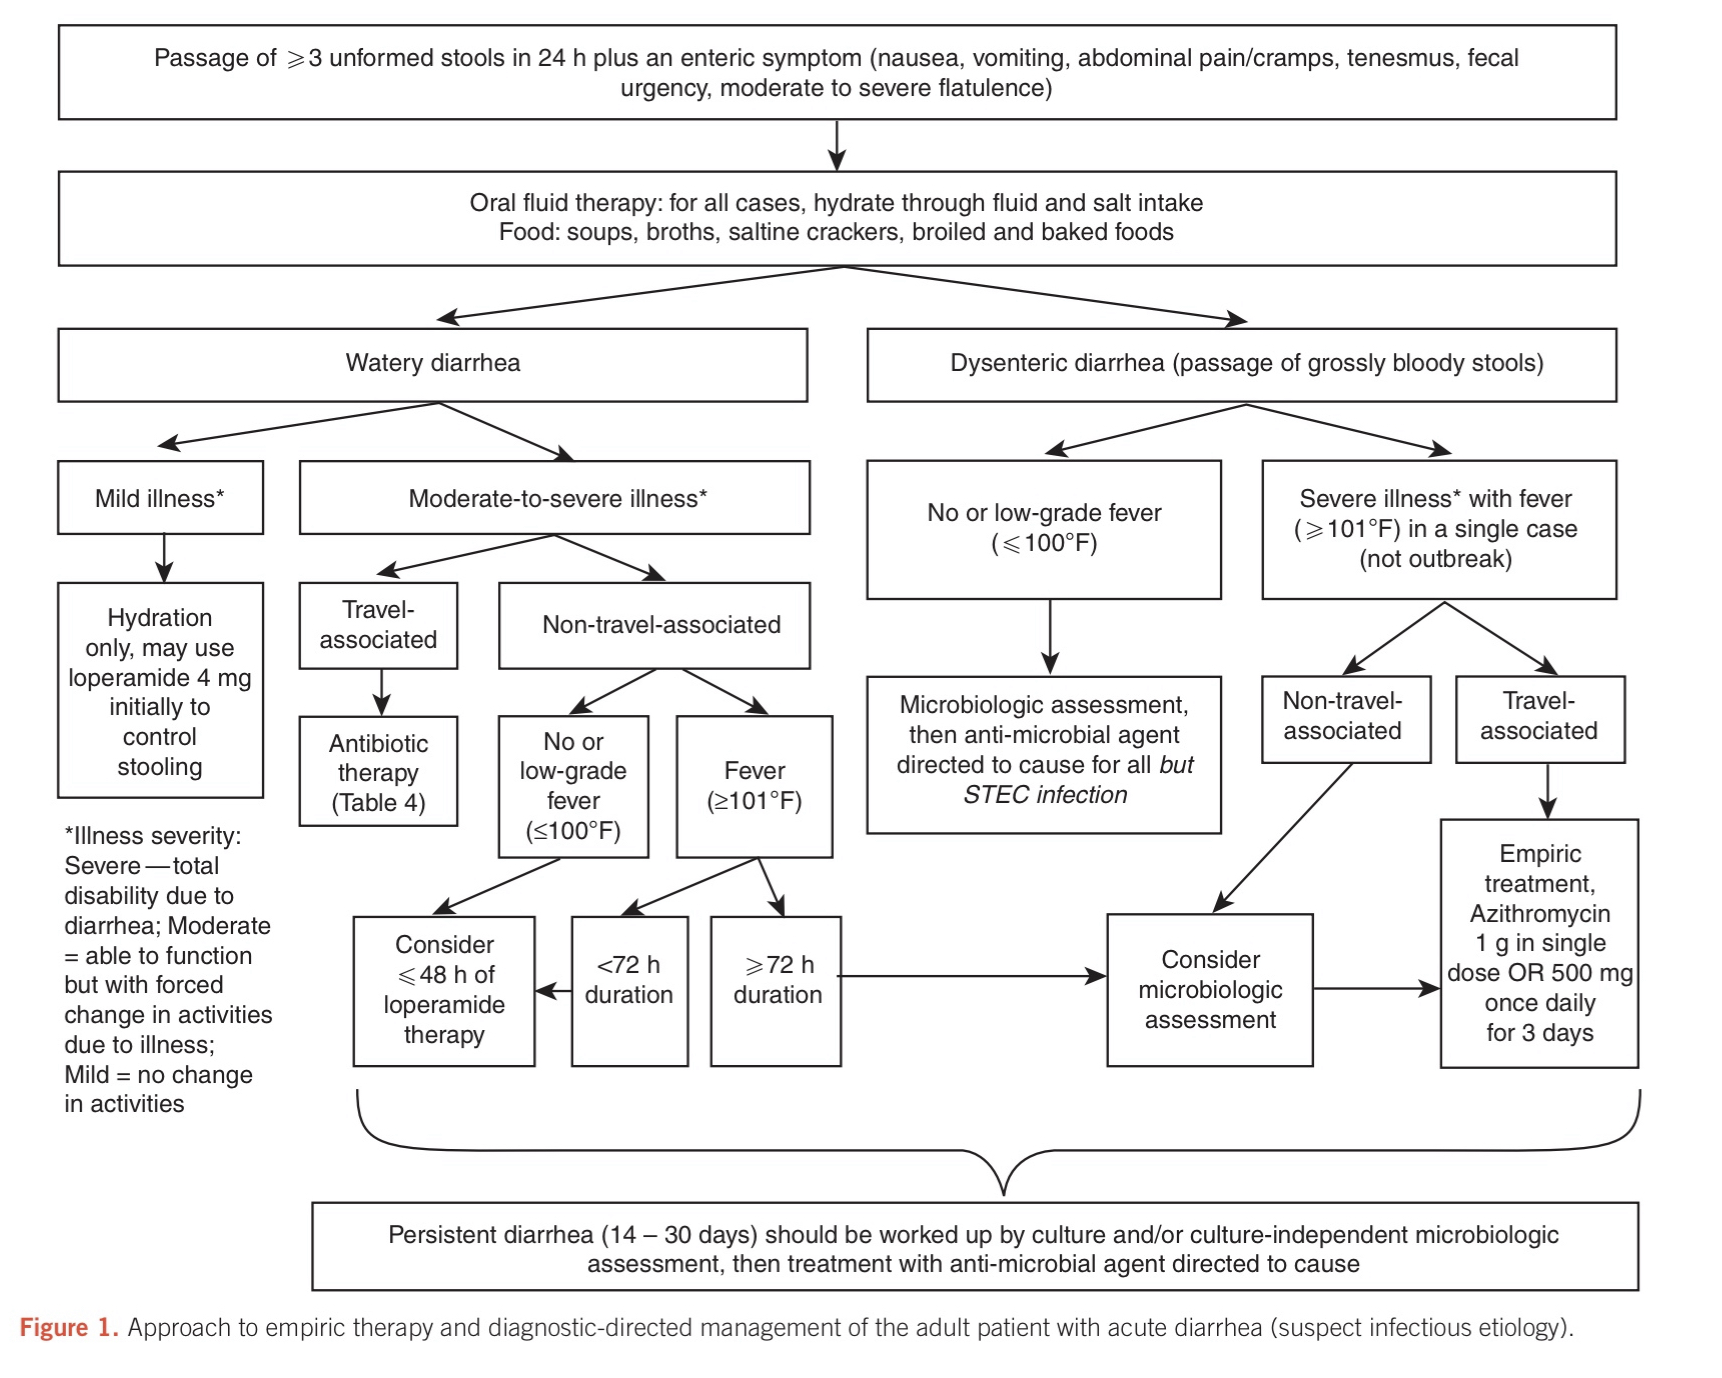 Passage of ⩾3 unformed stools in 24 h plus an enteric symptom (nausea, vomiting, abdominal pain/cramps, tenesmus, fecal
urgency, moderate to severe flatulence)
Oral fluid therapy: for all cases, hydrate through fluid and salt intake
Food: soups, broths, saltine crackers, broiled and baked foods
Watery diarrhea
Dysenteric diarrhea (passage of grossly bloody stools)
Mild illness*
Moderate-to-severe illness*
No or low-grade fever
(⩽100°F)
Severe illness* with fever
(⩾101°F) in a single case
(not outbreak)
Hydration
only, may use
loperamide 4 mg
initially to
control
stooling
Travel-
associated
Non-travel-associated
Microbiologic assessment,
then anti-microbial agent
directed to cause for all but
STEC infection
Non-travel-
associated
Travel-
associated
Antibiotic
therapy
(Table 4)
No or
low-grade
fever
(≤100°F)
Fever
(≥101°F)
*Illness severity:
Severe — total
disability due to
diarrhea; Moderate
= able to function
but with forced
change in activities
due to illness;
Mild = no change
in activities
Consider
⩽48 h of
loperamide
therapy
<72 h
duration
⩾72 h
duration
Consider
microbiologic
assessment
Empiric
treatment,
Azithromycin
1 g in single
dose OR 500 mg
once daily
for 3 days
Persistent diarrhea (14 – 30 days) should be worked up by culture and/or culture-independent microbiologic
assessment, then treatment with anti-microbial agent directed to cause
Figure 1. Approach to empiric therapy and diagnostic-directed management of the adult patient with acute diarrhea (suspect infectious etiology).